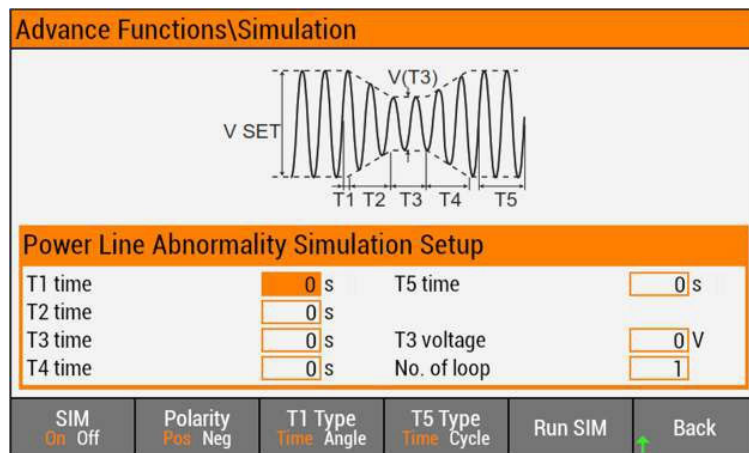 Advance Functions\Simulation
V(T3)
V SET
T1 T2 T3 T4 T5
Power Line Abnormality Simulation Setup
T1 time 0 s T5 time 0 s
T2 time 0 s
T3 time 0 s T3 voltage 0 V
T4 time 0 s No. of loop 1
SIM Polarity T1 Type T5 Type Run SIM Back
On Off Pos Neg Time Angle Time Cycle